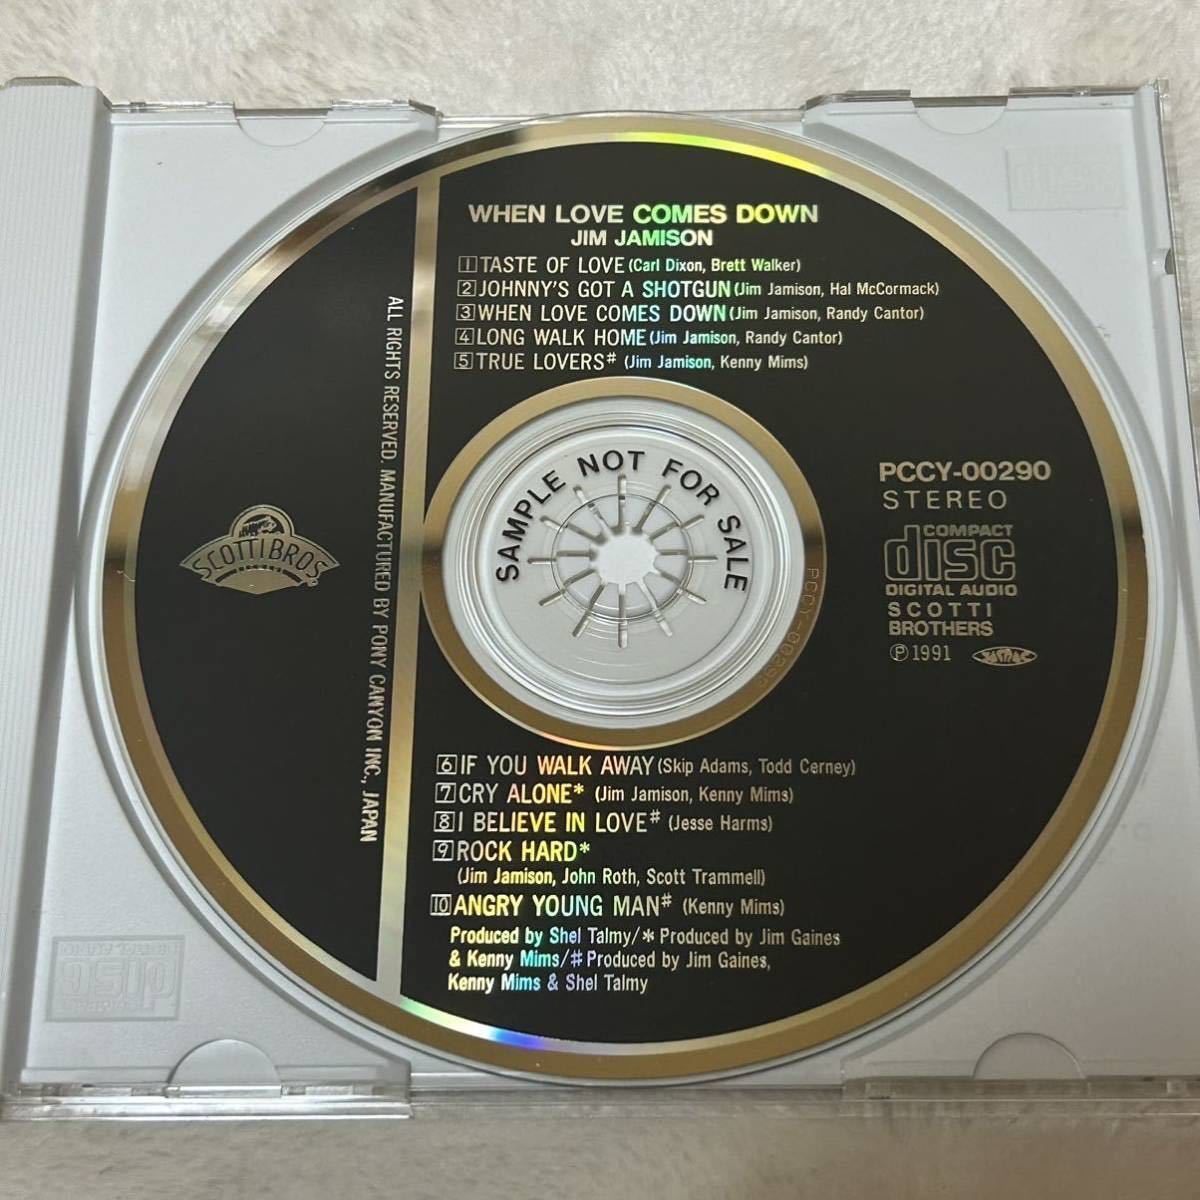 WHEN LOVE COMES DOWN
JIM JAMISON
1 TASTE OF LOVE (Carl Dixon, Brett Walker)
2 JOHNNY'S GOT A SHOTGUN (Jim Jamison, Hal McCormack)
3 WHEN LOVE COMES DOWN (Jim Jamison, Randy Cantor)
4 LONG WALK HOME (Jim Jamison, Randy Cantor)
5 TRUE LOVERS# (Jim Jamison, Kenny Mims)
ALL RIGHTS RESERVED. MANUFACTURED BY PONY CANYON INC., JAPAN
SCOTTI BROS.
RECORDS
SAMPLE NOT FOR SALE
PCCY-00290
PCCY-00290
STEREO
COMPACT
disc
DIGITAL AUDIO
SCOTTI
BROTHERS
Ⓟ1991
JASRAC
6 IF YOU WALK AWAY (Skip Adams, Todd Cerney)
7 CRY ALONE* (Jim Jamison, Kenny Mims)
8 I BELIEVE IN LOVE# (Jesse Harms)
9 ROCK HARD*
(Jim Jamison, John Roth, Scott Trammell)
10 ANGRY YOUNG MAN# (Kenny Mims)
Produced by Shel Talmy/* Produced by Jim Gaines
& Kenny Mims/# Produced by Jim Gaines,
Kenny Mims & Shel Talmy